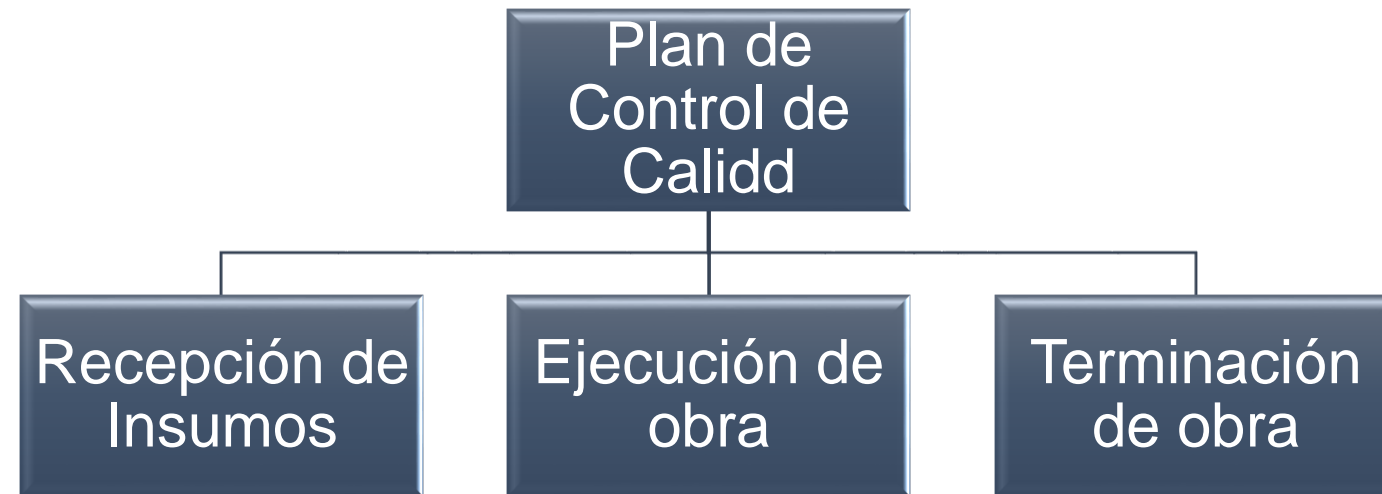 Plan de
Control de
Calidd
Recepción de
Insumos
Ejecución de
obra
Terminación
de obra